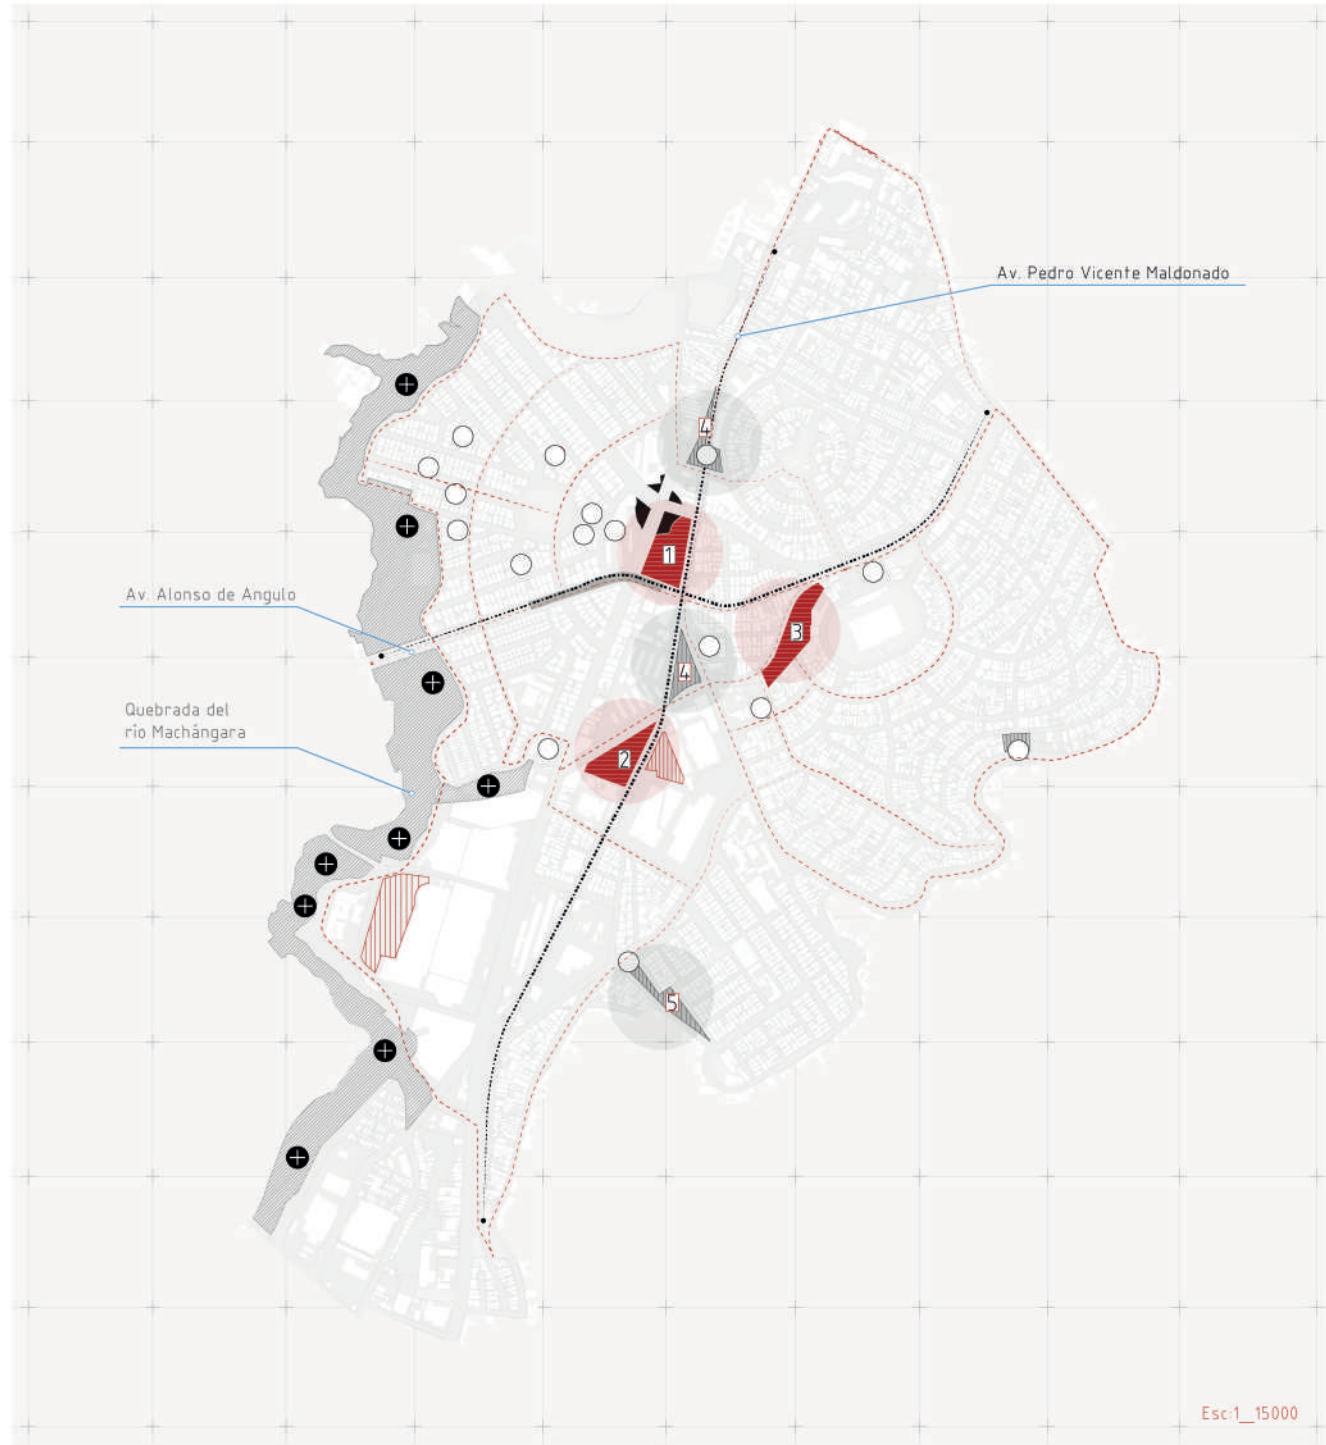 Av. Pedro Vicente Maldonado
4
1
Av. Alonso de Angulo
3
4
Quebrada del
río Machángara
2
5
Esc:1__15000